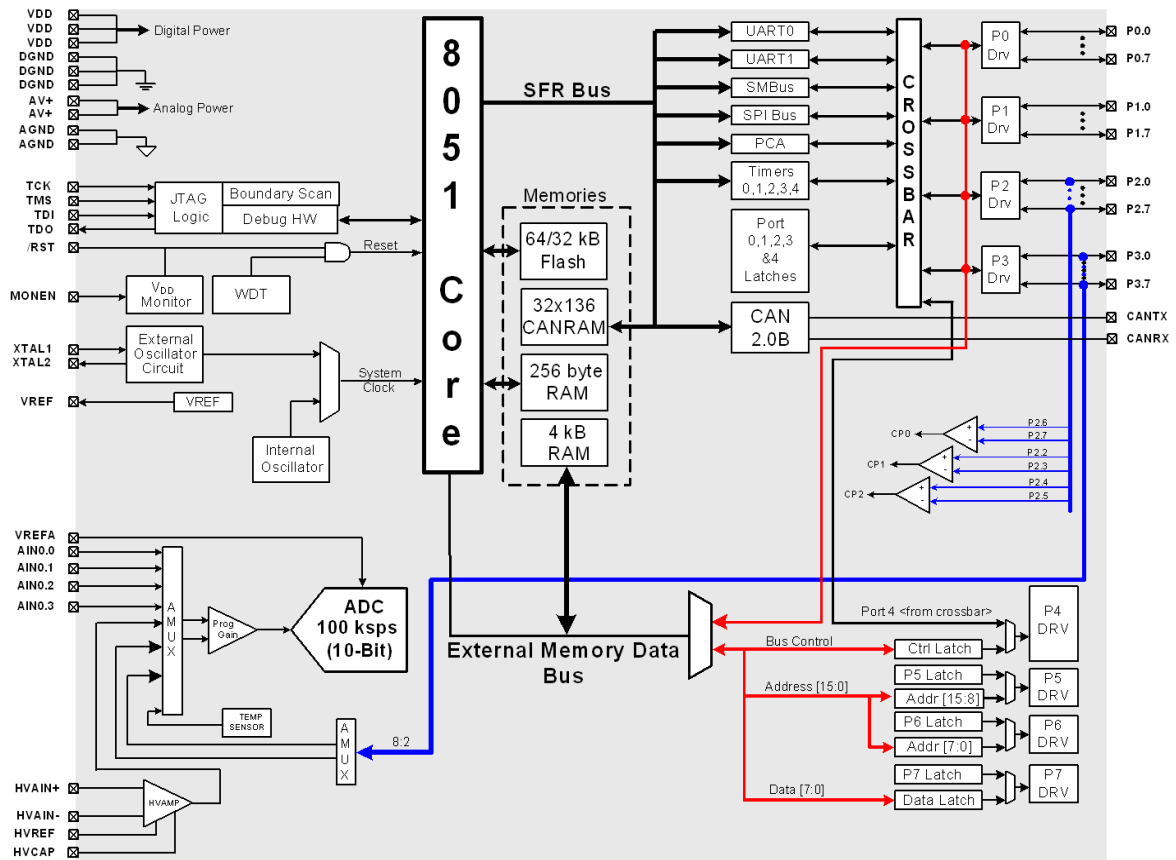 VDD
VDD
VDD
Digital Power
DGND
DGND
DGND
AV+
AV+
Analog Power
AGND
AGND
TCK
TMS
TDI
TDO
JTAG
Logic
Boundary Scan
Debug HW
/RST
Reset
MONEN
VDD
Monitor
WDT
XTAL1
XTAL2
External
Oscillator
Circuit
System
Clock
VREF
VREF
Internal
Oscillator
8051 Core
SFR Bus
Memories
64/32 kB
Flash
32x136
CANRAM
256 byte
RAM
4 kB
RAM
UART0
UART1
SMBus
SPI Bus
PCA
Timers
0,1,2,3,4
Port
0,1,2,3
&4
Latches
CAN
2.0B
CROSSBAR
P0
Drv
P1
Drv
P2
Drv
P3
Drv
P0.0
P0.7
P1.0
P1.7
P2.0
P2.7
P3.0
P3.7
CANTX
CANRX
CP0
+
-
P2.6
P2.7
CP1
+
-
P2.2
P2.3
CP2
+
-
P2.4
P2.5
VREFA
AIN0.0
AIN0.1
AIN0.2
AIN0.3
AMUX
Prog
Gain
ADC
100 ksps
(10-Bit)
TEMP
SENSOR
AMUX
8:2
HVAIN+
HVAIN-
HVREF
HVCAP
HVAMP
External Memory Data
Bus
Port 4 <from crossbar>
Bus Control
Ctrl Latch
P4
DRV
Address [15:0]
P5 Latch
Addr [15:8]
P5
DRV
P6 Latch
Addr [7:0]
P6
DRV
Data [7:0]
P7 Latch
Data Latch
P7
DRV